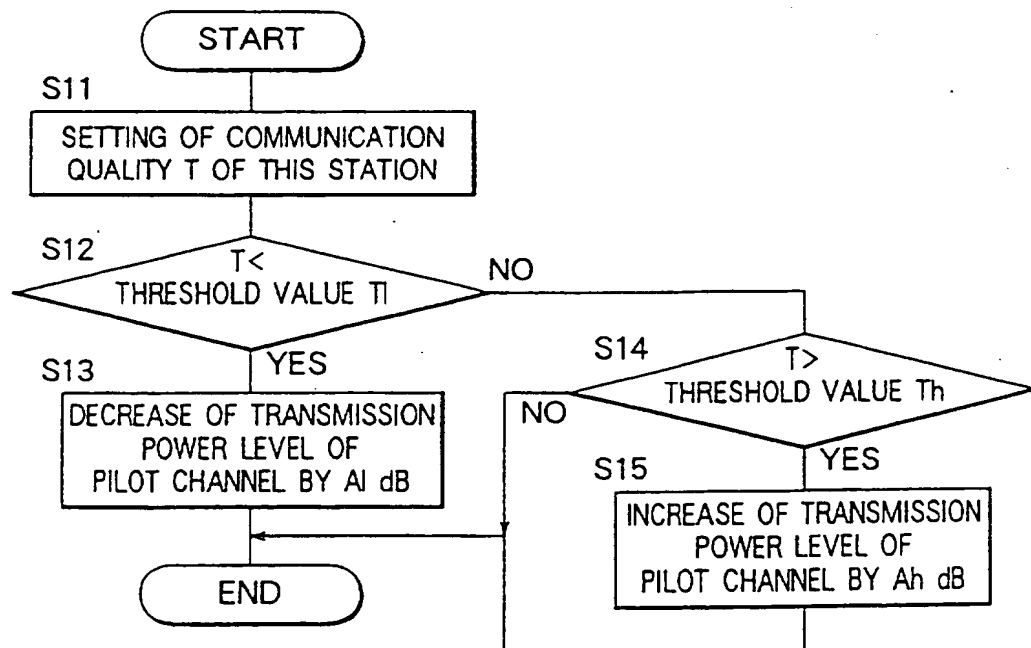 START
S11
SETTING OF COMMUNICATION
QUALITY T OF THIS STATION
S12
T<
THRESHOLD VALUE Tl
NO
YES
S13
DECREASE OF TRANSMISSION
POWER LEVEL OF
PILOT CHANNEL BY Al dB
END
S14
T>
THRESHOLD VALUE Th
NO
YES
S15
INCREASE OF TRANSMISSION
POWER LEVEL OF
PILOT CHANNEL BY Ah dB